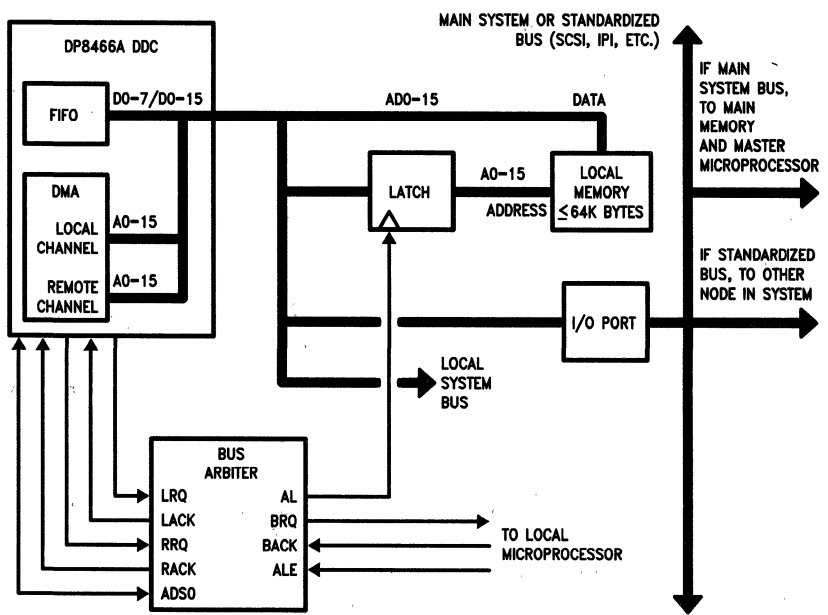 MAIN SYSTEM OR STANDARDIZED
BUS (SCSI, IPI, ETC.)
DP8466A DDC
FIFO
D0-7/D0-15
AD0-15
DATA
IF MAIN
SYSTEM BUS,
TO MAIN
MEMORY
AND MASTER
MICROPROCESSOR
DMA
LOCAL
CHANNEL
A0-15
REMOTE
CHANNEL
A0-15
LATCH
A0-15
ADDRESS
LOCAL
MEMORY
≤64K BYTES
IF STANDARDIZED
BUS, TO OTHER
NODE IN SYSTEM
I/O PORT
LOCAL
SYSTEM
BUS
BUS
ARBITER
LRQ
LACK
RRQ
RACK
ADS0
AL
BRQ
BACK
ALE
TO LOCAL
MICROPROCESSOR